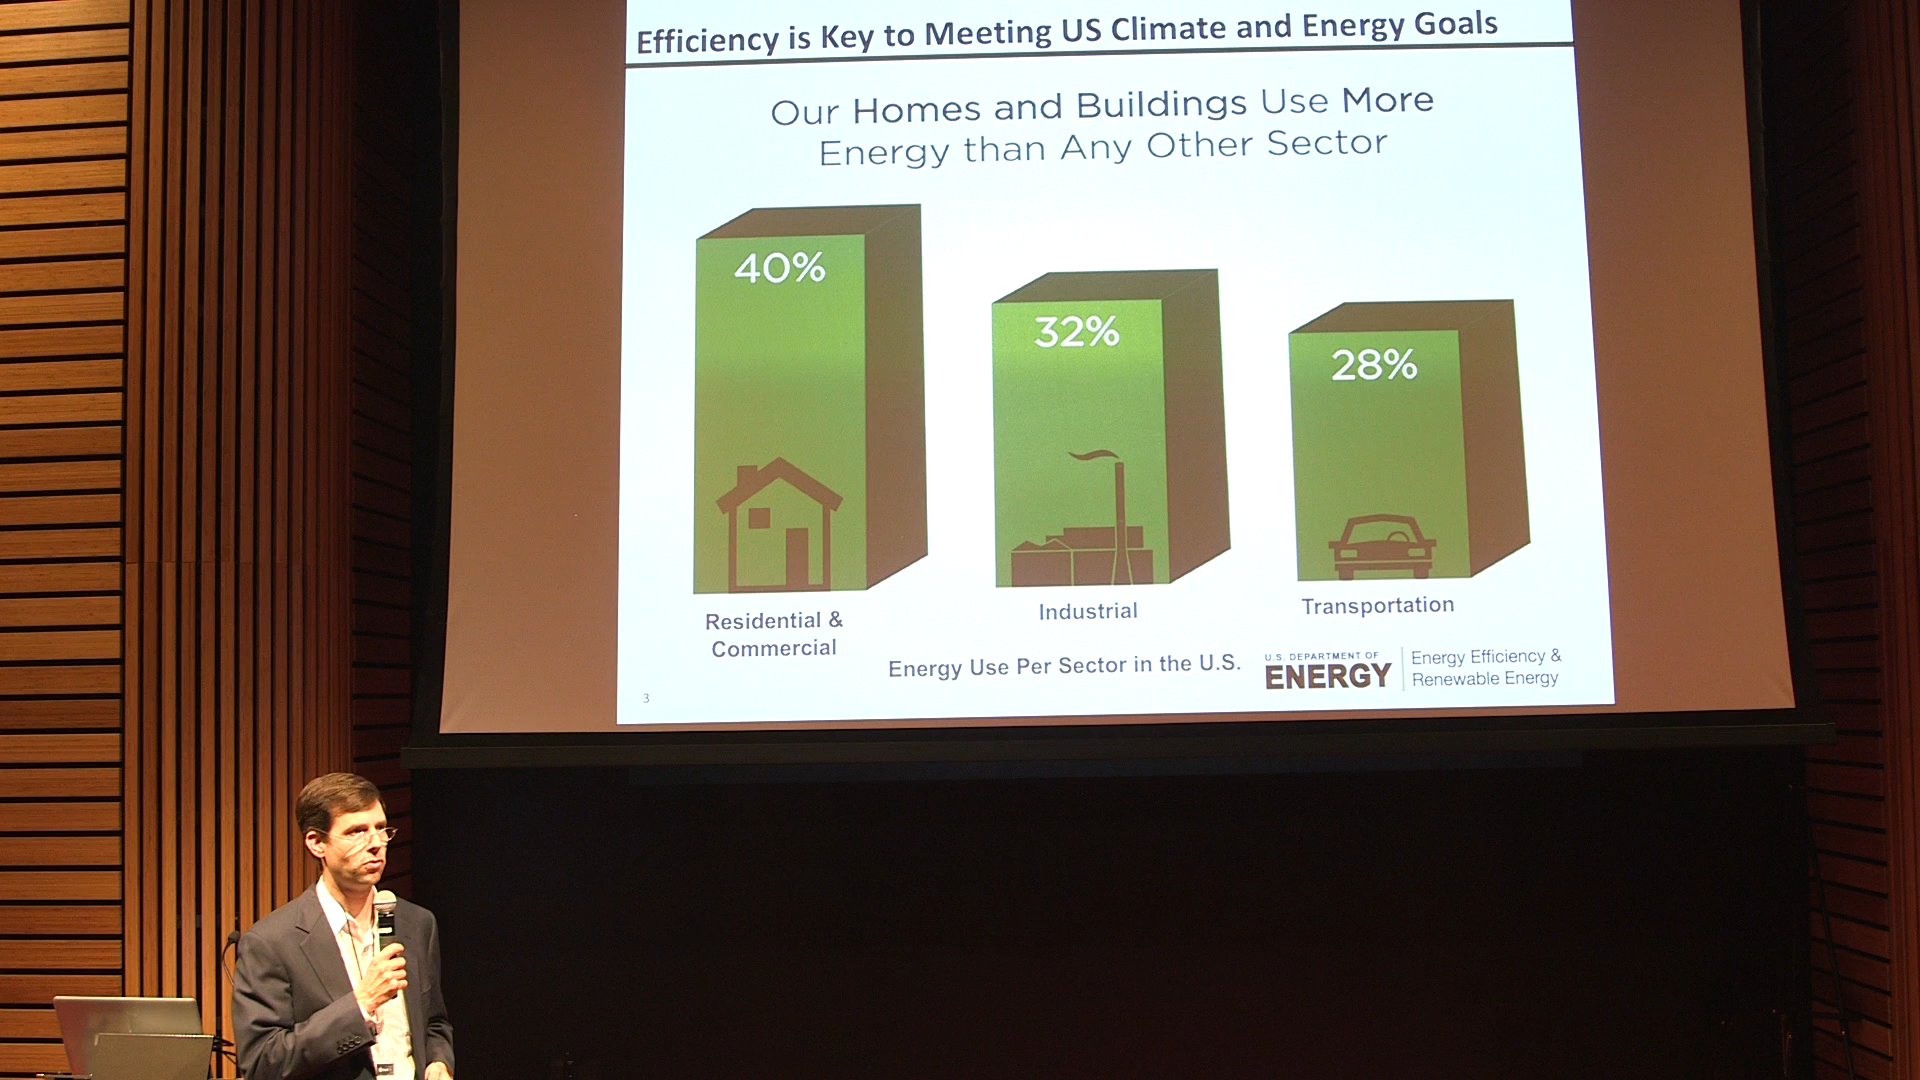 Efficiency is Key to Meeting US Climate and Energy Goals
Our Homes and Buildings Use More
Energy than Any Other Sector
40%
32%
28%
Residential &
Commercial
Industrial
Transportation
Energy Use Per Sector in the U.S.
U.S. DEPARTMENT OF
ENERGY
Energy Efficiency &
Renewable Energy
3